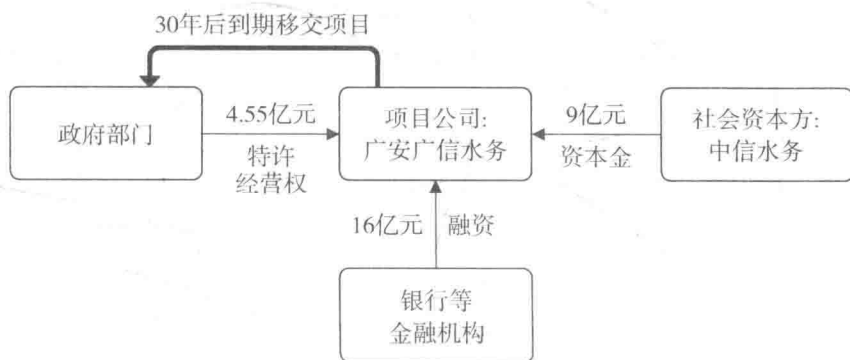 30年后到期移交项目
政府部门
4.55亿元
特许
经营权
项目公司:
广安广信水务
9亿元
资本金
社会资本方:
中信水务
16亿元 融资
银行等
金融机构